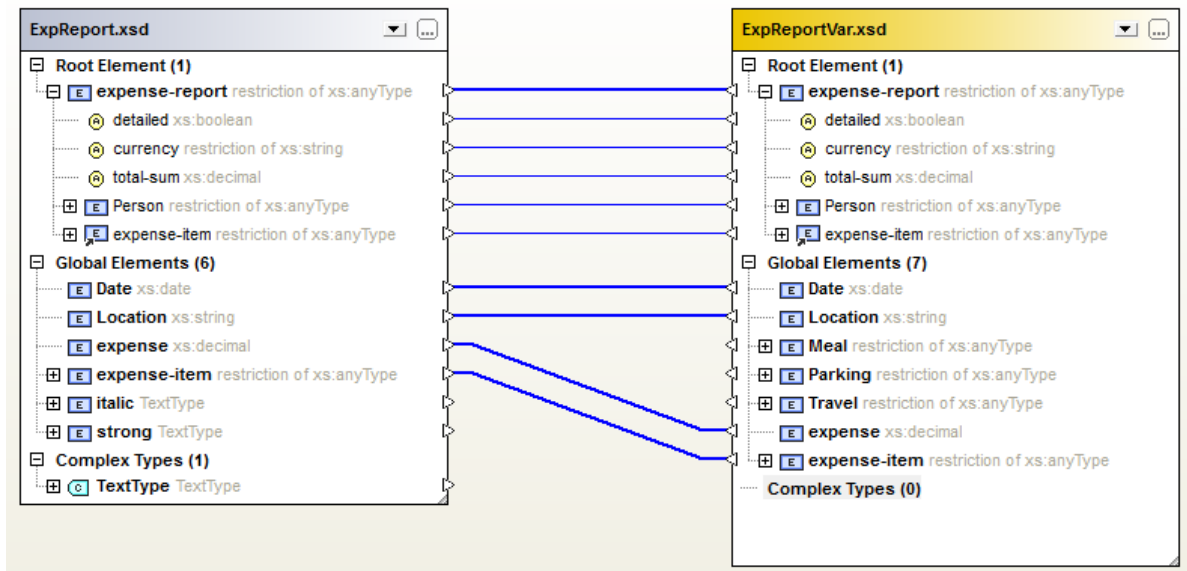 ExpReport.xsd
...
Root Element (1)
E expense-report restriction of xs:anyType
A detailed xs:boolean
A currency restriction of xs:string
A total-sum xs:decimal
E Person restriction of xs:anyType
E expense-item restriction of xs:anyType
Global Elements (6)
E Date xs:date
E Location xs:string
E expense xs:decimal
E expense-item restriction of xs:anyType
E italic TextType
E strong TextType
Complex Types (1)
C TextType TextType
ExpReportVar.xsd
...
Root Element (1)
E expense-report restriction of xs:anyType
A detailed xs:boolean
A currency restriction of xs:string
A total-sum xs:decimal
E Person restriction of xs:anyType
E expense-item restriction of xs:anyType
Global Elements (7)
E Date xs:date
E Location xs:string
E Meal restriction of xs:anyType
E Parking restriction of xs:anyType
E Travel restriction of xs:anyType
E expense xs:decimal
E expense-item restriction of xs:anyType
Complex Types (0)